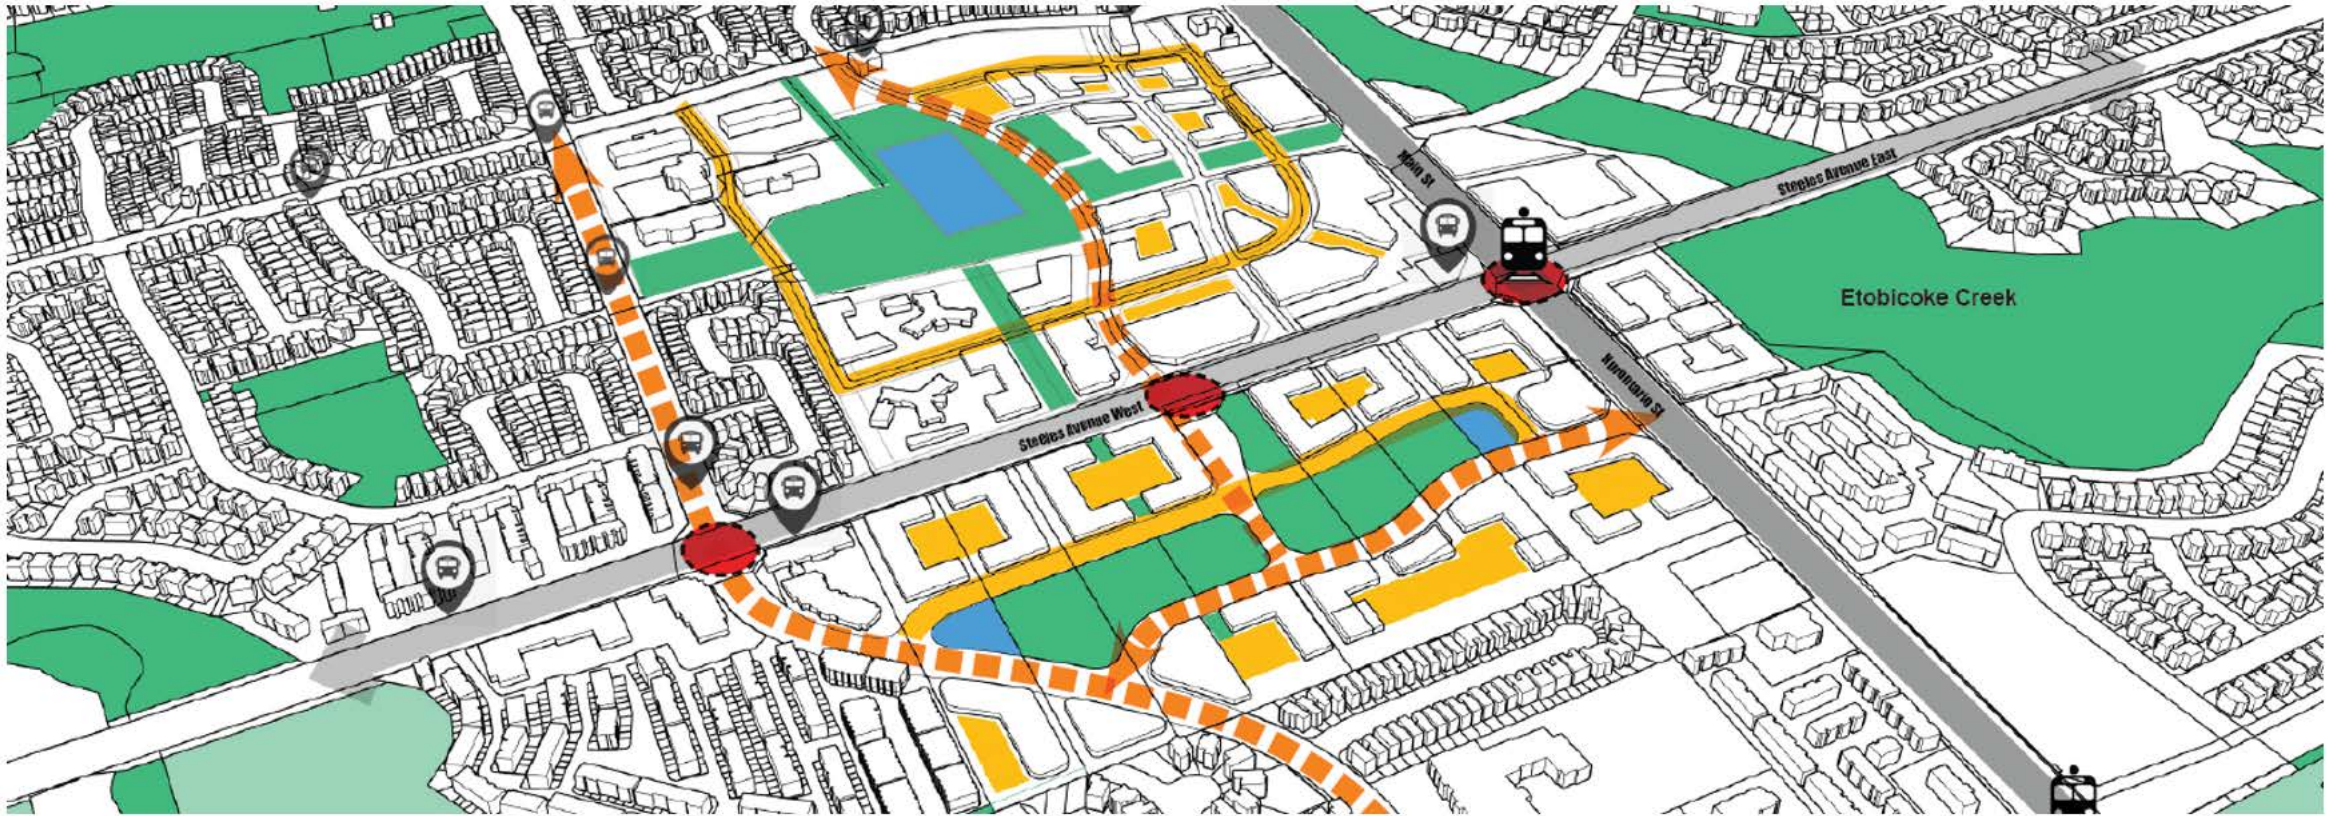 Main St
Steeles Avenue East
Etobicoke Creek
Hurontario St
Steeles Avenue West